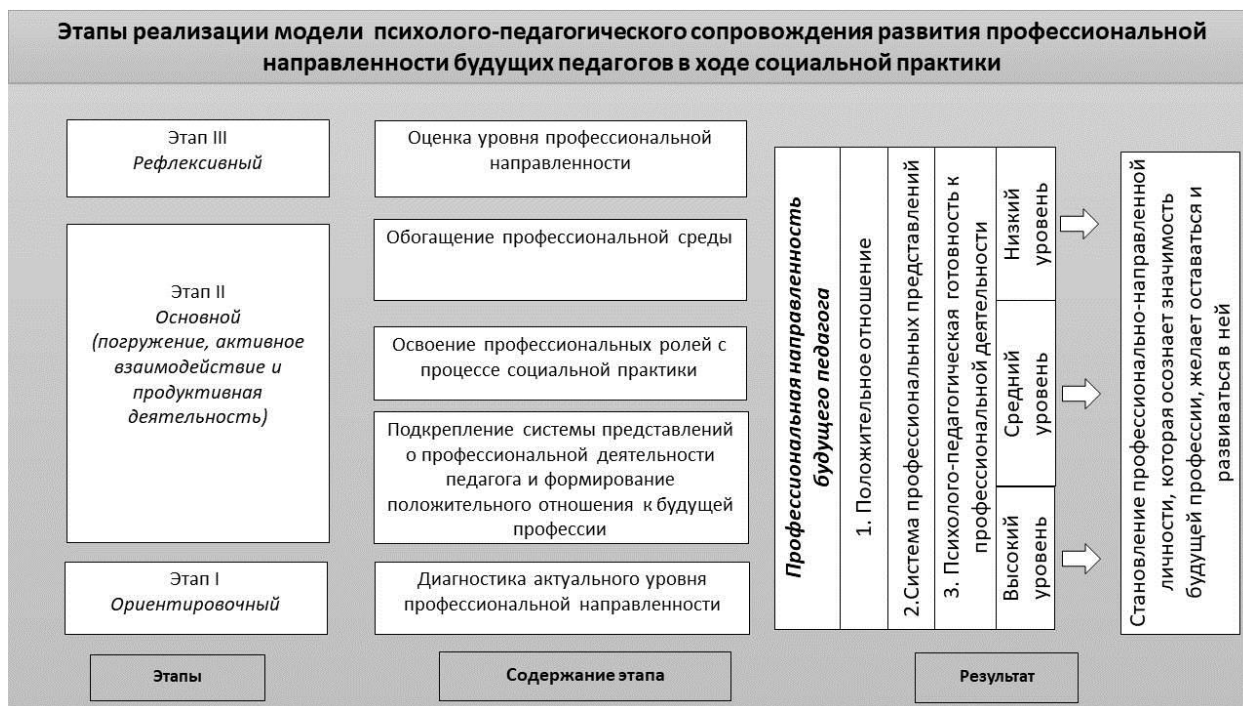 Этапы реализации модели психолого-педагогического сопровождения развития профессиональной
направленности будущих педагогов в ходе социальной практики
Этап III
Рефлексивный
Оценка уровня профессиональной
направленности
Этап II
Основной
(погружение, активное
взаимодействие и
продуктивная
деятельность)
Обогащение профессиональной среды
Освоение профессиональных ролей с
процессе социальной практики
Подкрепление системы представлений
о профессиональной деятельности
педагога и формирование
положительного отношения к будущей
профессии
Этап I
Ориентировочный
Диагностика актуального уровня
профессиональной направленности
Профессиональная направленность
будущего педагога
1. Положительное отношение
2.Система профессиональных представлений
3. Психолого-педагогическая готовность к
профессиональной деятельности
Низкий
уровень
Средний
уровень
Высокий
уровень
Становление профессионально-направленной
личности, которая осознает значимость
будущей профессии, желает оставаться и
развиваться в ней
Этапы
Содержание этапа
Результат